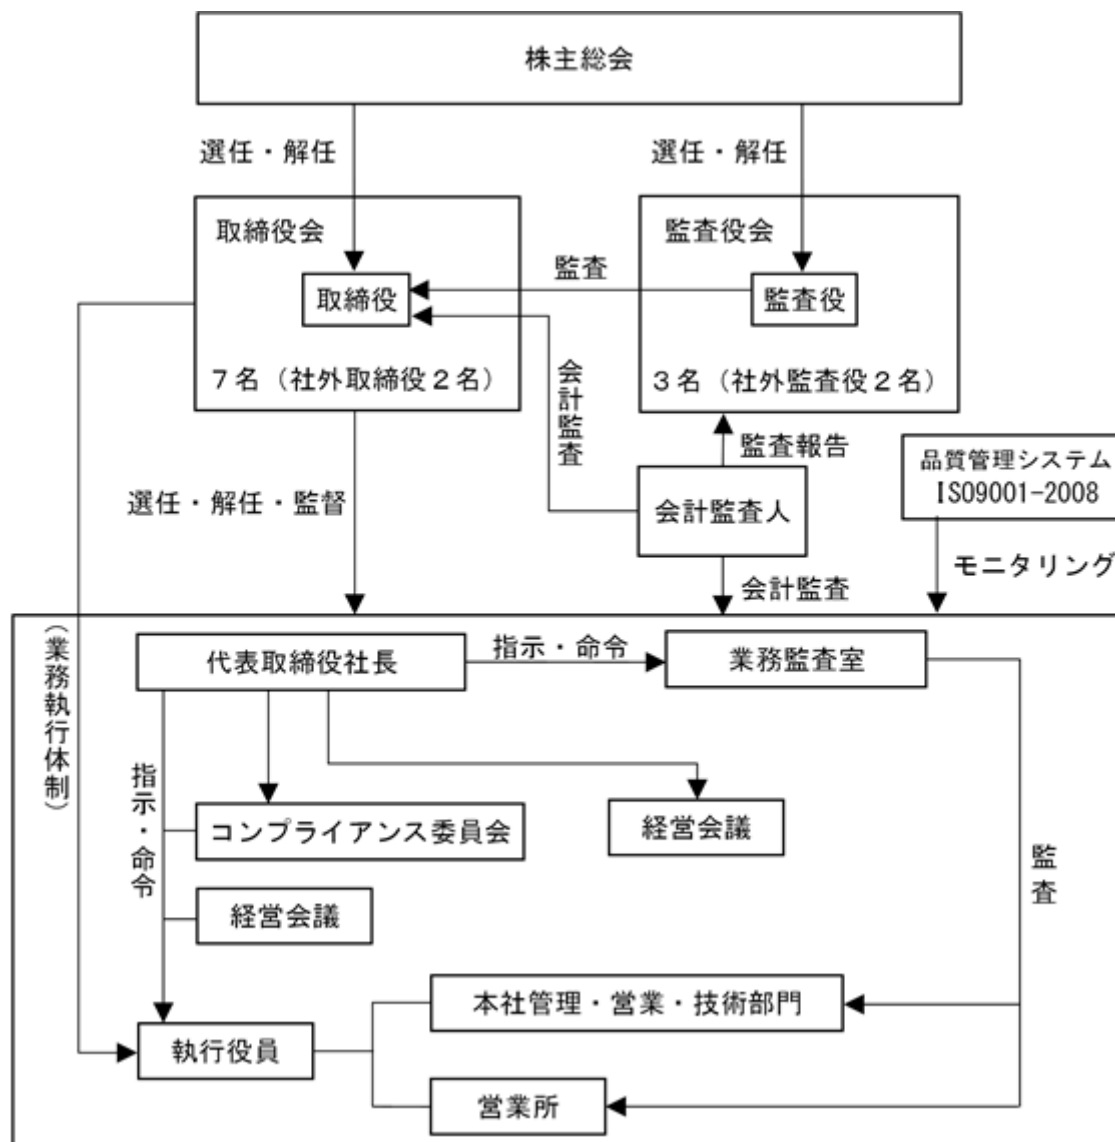 株主総会
選任・解任
選任・解任
取締役会
監査役会
監査
取締役
監査役
7名（社外取締役2名）
3名（社外監査役2名）
会計監査
監査報告
品質管理システム
ISO9001-2008
選任・解任・監督
会計監査人
モニタリング
会計監査
（業務執行体制）
代表取締役社長
指示・命令
業務監査室
指示・命令
コンプライアンス委員会
経営会議
監査
経営会議
本社管理・営業・技術部門
執行役員
営業所